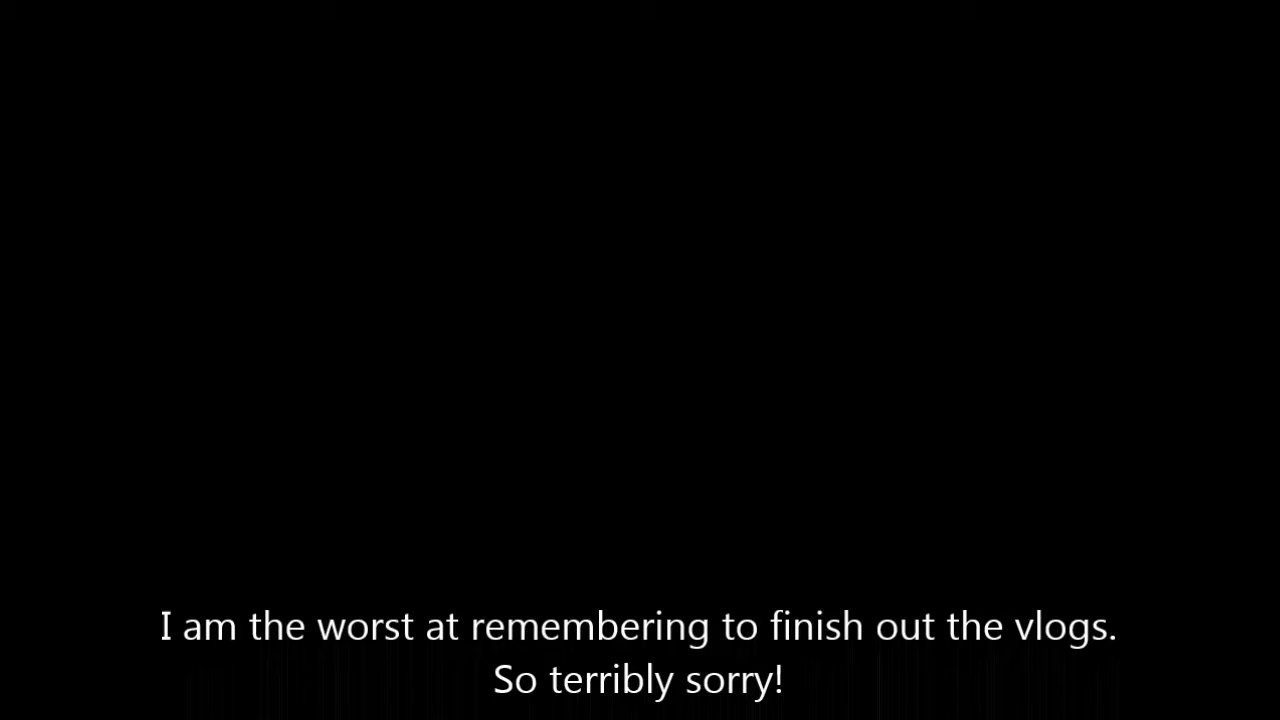 I am the worst at remembering to finish out the vlogs.
So terribly sorry!